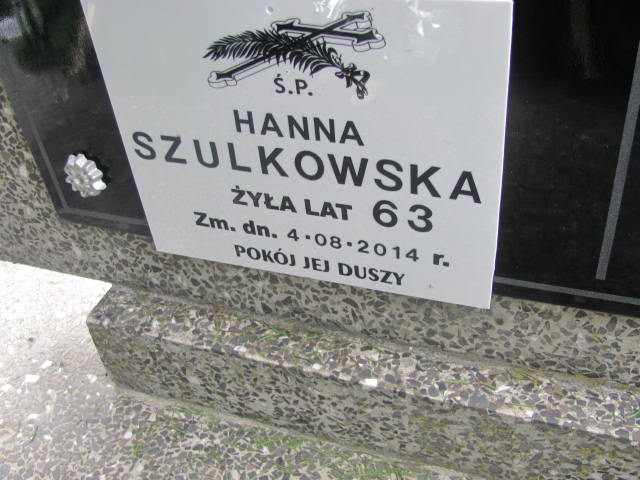 Ś.P.
HANNA
SZULKOWSKA
ŻYŁA LAT 63
Zm. dn. 4·08·2014 r.
POKÓJ JEJ DUSZY